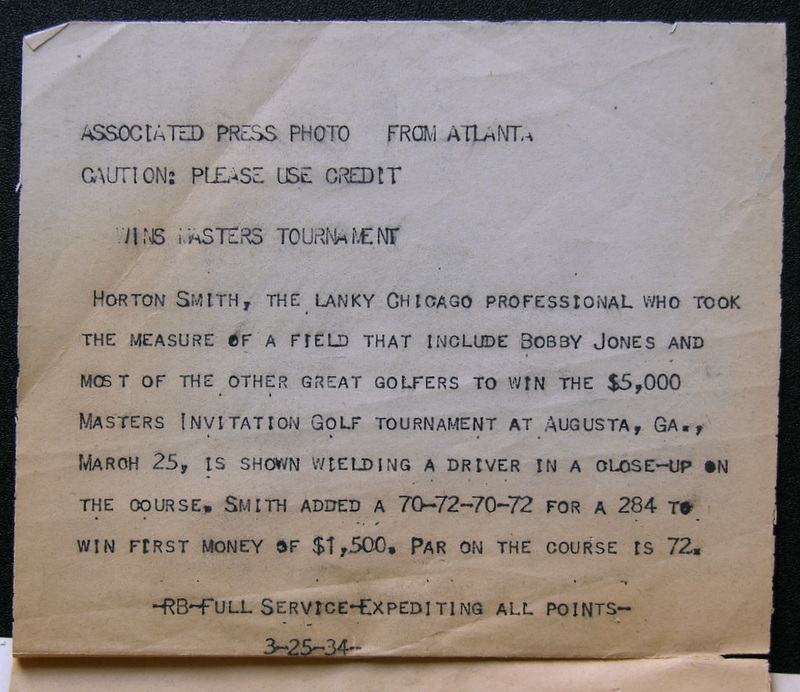 ASSOCIATED PRESS PHOTO FROM ATLANTA
CAUTION: PLEASE USE CREDIT
WINS MASTERS TOURNAMENT
HORTON SMITH, THE LANKY CHICAGO PROFESSIONAL WHO TOOK
THE MEASURE OF A FIELD THAT INCLUDE BOBBY JONES AND
MOST OF THE OTHER GREAT GOLFERS TO WIN THE $5,000
MASTERS INVITATION GOLF TOURNAMENT AT AUGUSTA, GA.,
MARCH 25, IS SHOWN WIELDING A DRIVER IN A CLOSE-UP ON
THE COURSE. SMITH ADDED A 70-72-70-72 FOR A 284 TO
WIN FIRST MONEY OF $1,500. PAR ON THE COURSE IS 72.
-RB-FULL SERVICE-EXPEDITING ALL POINTS-
3-25-34-